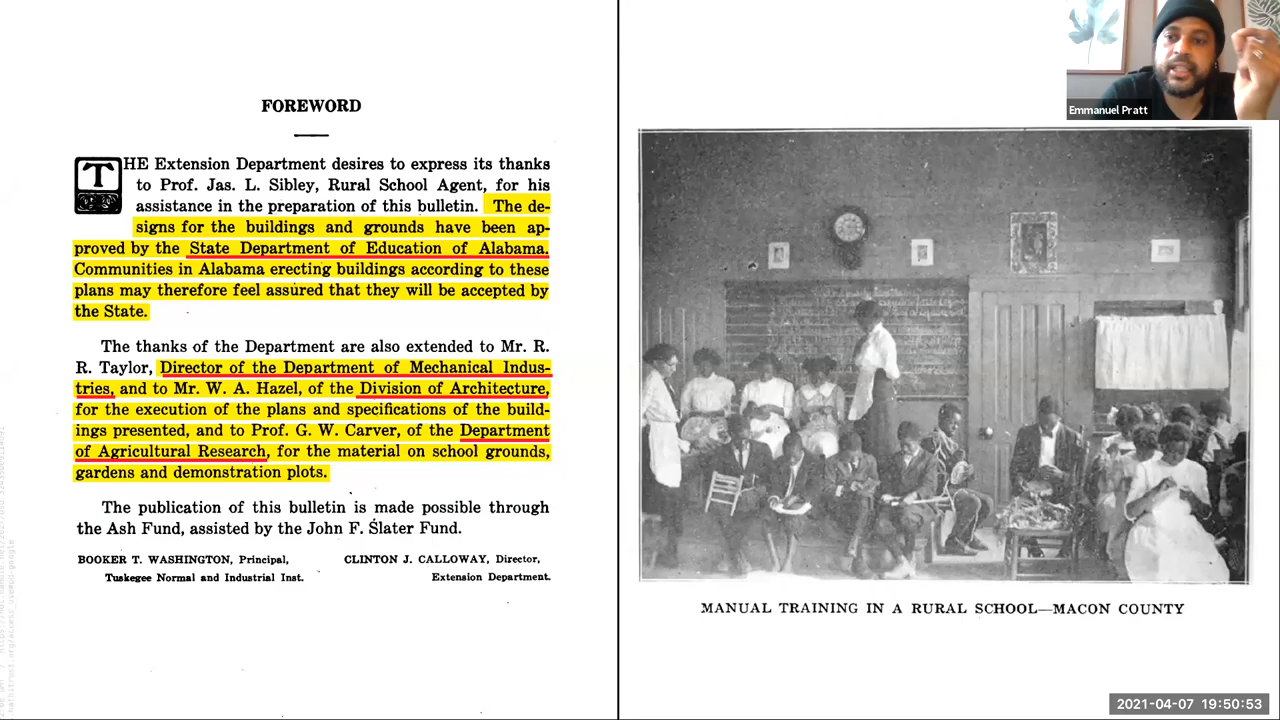 FOREWORD
THE Extension Department desires to express its thanks
to Prof. Jas. L. Sibley, Rural School Agent, for his
assistance in the preparation of this bulletin. The de-
signs for the buildings and grounds have been ap-
proved by the State Department of Education of Alabama.
Communities in Alabama erecting buildings according to these
plans may therefore feel assured that they will be accepted by
the State.
The thanks of the Department are also extended to Mr. R.
R. Taylor, Director of the Department of Mechanical Indus-
tries, and to Mr. W. A. Hazel, of the Division of Architecture,
for the execution of the plans and specifications of the build-
ings presented, and to Prof. G. W. Carver, of the Department
of Agricultural Research, for the material on school grounds,
gardens and demonstration plots.
The publication of this bulletin is made possible through
the Ash Fund, assisted by the John F. Slater Fund.
BOOKER T. WASHINGTON, Principal,
Tuskegee Normal and Industrial Inst.
CLINTON J. CALLOWAY, Director,
Extension Department.
Emmanuel Pratt
MANUAL TRAINING IN A RURAL SCHOOL—MACON COUNTY
2021-04-07 19:50:53